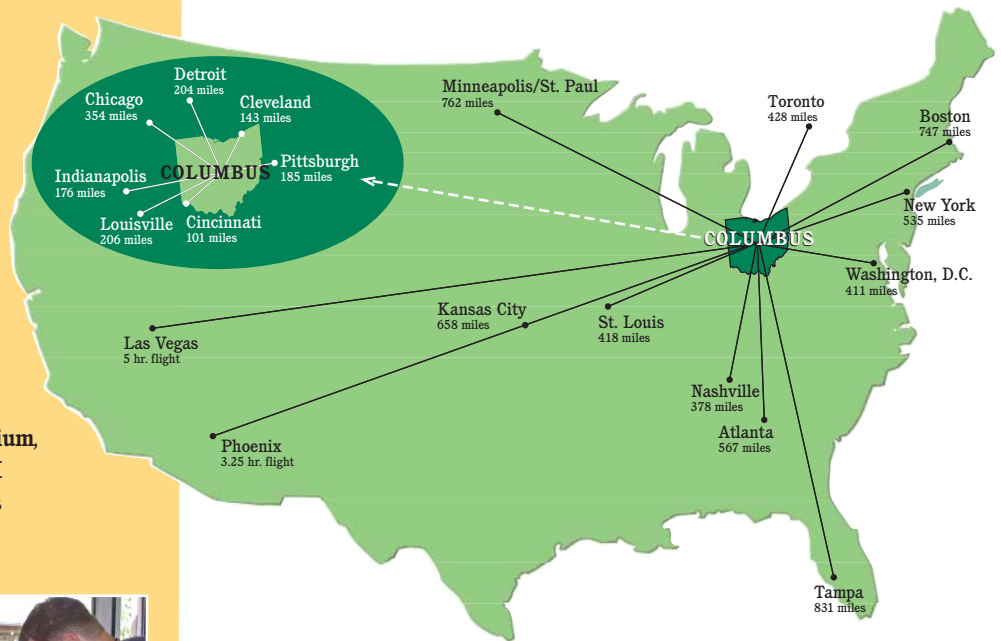 Detroit
204 miles
Chicago
354 miles
Cleveland
143 miles
COLUMBUS
Pittsburgh
185 miles
Indianapolis
176 miles
Louisville
206 miles
Cincinnati
101 miles
Minneapolis/St. Paul
762 miles
Toronto
428 miles
Boston
747 miles
New York
535 miles
COLUMBUS
Washington, D.C.
411 miles
Kansas City
658 miles
St. Louis
418 miles
Las Vegas
5 hr. flight
Nashville
378 miles
Atlanta
567 miles
Phoenix
3.25 hr. flight
Tampa
831 miles